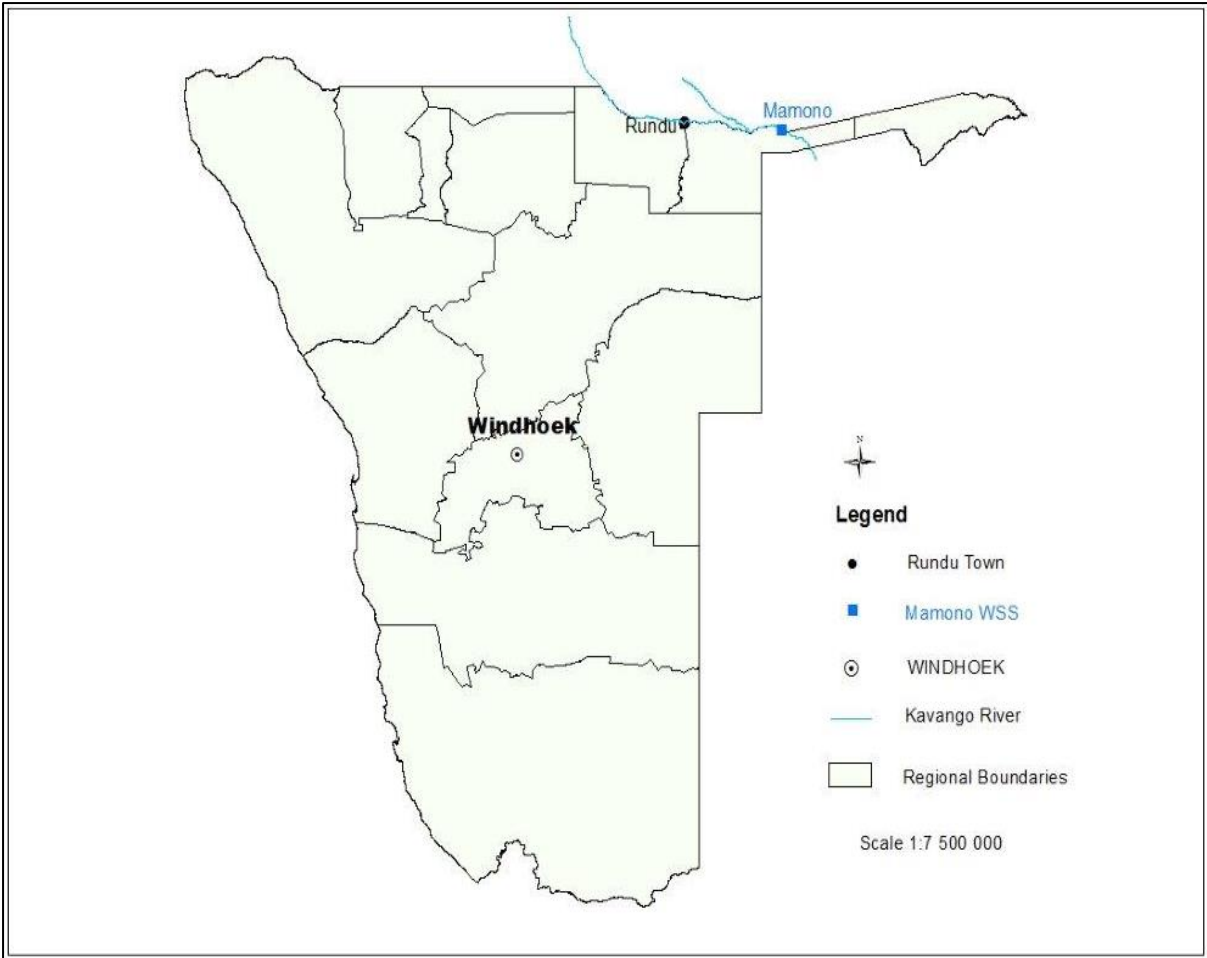 Mamono
Rundu
Windhoek
N
Legend
Rundu Town
Mamono WSS
WINDHOEK
Kavango River
Regional Boundaries
Scale 1:7 500 000